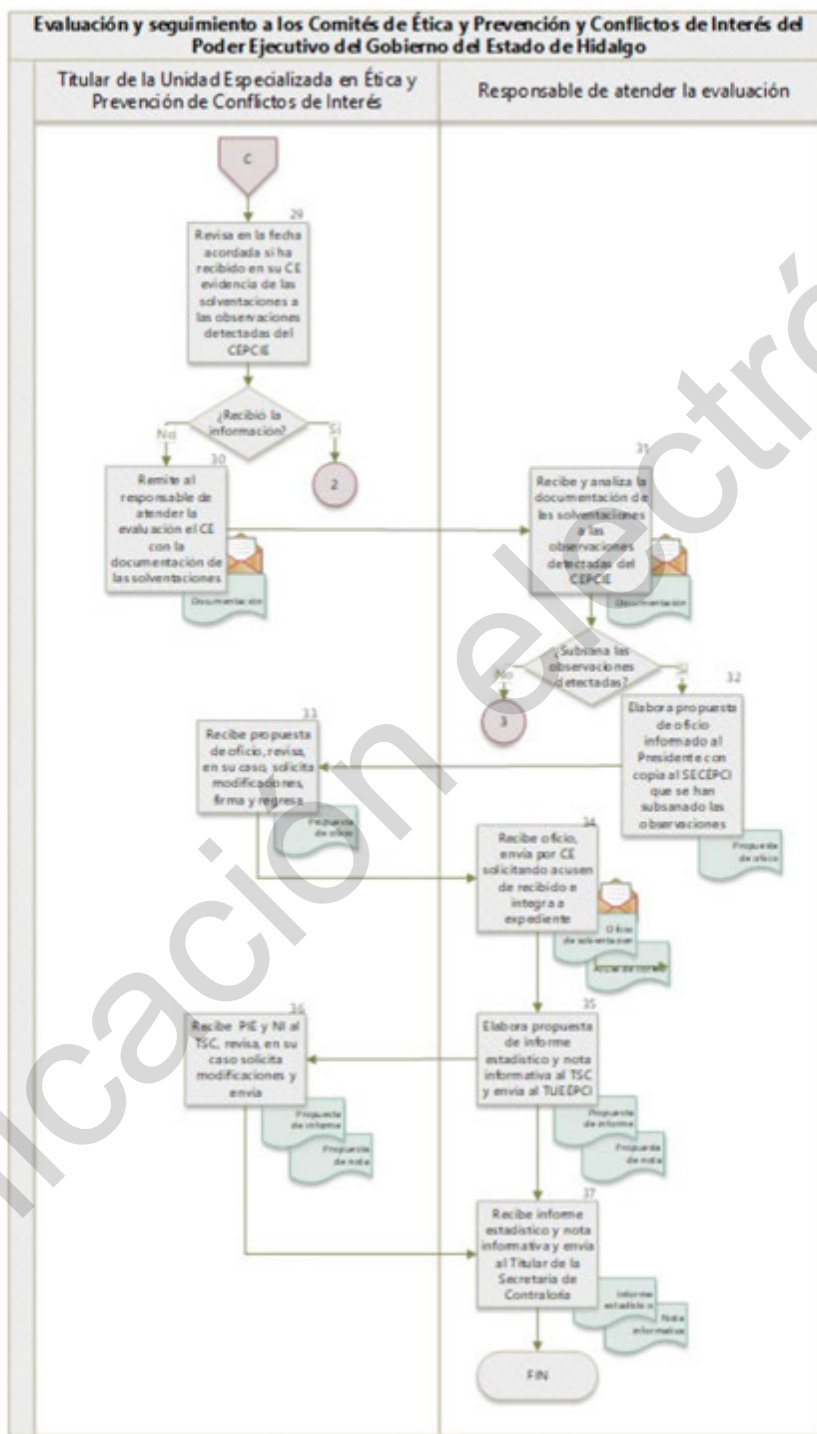 Evaluación y seguimiento a los Comités de Ética y Prevención y Conflictos de Interés del
Poder Ejecutivo del Gobierno del Estado de Hidalgo
Titular de la Unidad Especializada en Ética y
Prevención de Conflictos de Interés
Responsable de atender la evaluación
C
29
Revisa en la fecha
acordada si ha
recibido en su CE
evidencia de las
solventaciones a
las observaciones
detectadas del
CEPCIE
¿Recibió la
información?
No
Si
2
30
Remite al
responsable de
atender la
evaluación el CE
con la
documentación de
las solventaciones
Documentación
31
Recibe y analiza la
documentación de
las solventaciones
a las
observaciones
detectadas del
CEPCIE
Documentación
¿Subsana las
observaciones
detectadas?
No
Si
3
32
Elabora propuesta
de oficio
informado al
Presidente con
copia al SECEPCI
que se han
subsanado las
observaciones
Propuesta
de oficio
33
Recibe propuesta
de oficio, revisa,
en su caso, solicita
modificaciones,
firma y regresa
Propuesta
de oficio
34
Recibe oficio,
envía por CE
solicitando acusen
de recibido e
integra a
expediente
Oficio
de solventacion
35
Elabora propuesta
de informe
estadístico y nota
informativa al TSC
y envía al TUEEPCI
Propuesta
de informe
Propuesta
de nota
36
Recibe PIE y NI al
TSC, revisa, en su
caso solicita
modificaciones y
envía
Propuesta
de informe
Propuesta
de nota
37
Recibe informe
estadístico y nota
informativa y envía
al Titular de la
Secretaría de
Contraloría
Informe
estadístico
Nota
informativa
FIN